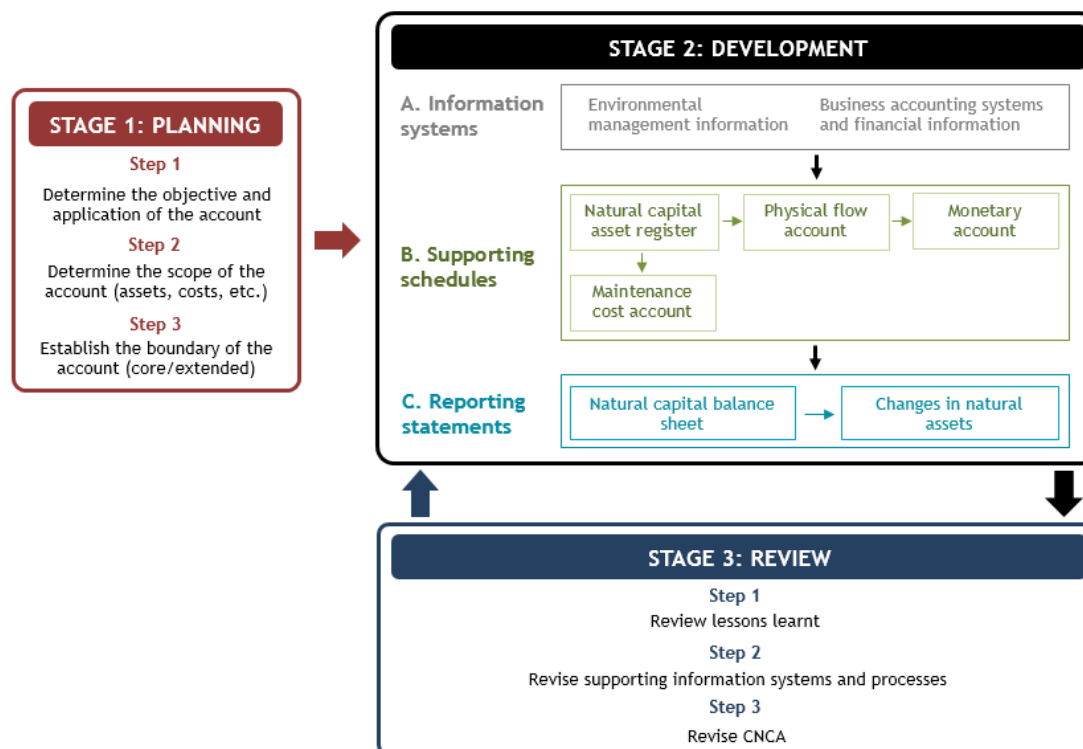 STAGE 1: PLANNING
Step 1
Determine the objective and
application of the account
Step 2
Determine the scope of the
account (assets, costs, etc.)
Step 3
Establish the boundary of the
account (core/extended)
STAGE 2: DEVELOPMENT
A. Information
systems
Environmental
management information
Business accounting systems
and financial information
B. Supporting
schedules
Natural capital
asset register
Physical flow
account
Monetary
account
Maintenance
cost account
C. Reporting
statements
Natural capital balance
sheet
Changes in natural
assets
STAGE 3: REVIEW
Step 1
Review lessons learnt
Step 2
Revise supporting information systems and processes
Step 3
Revise CNCA